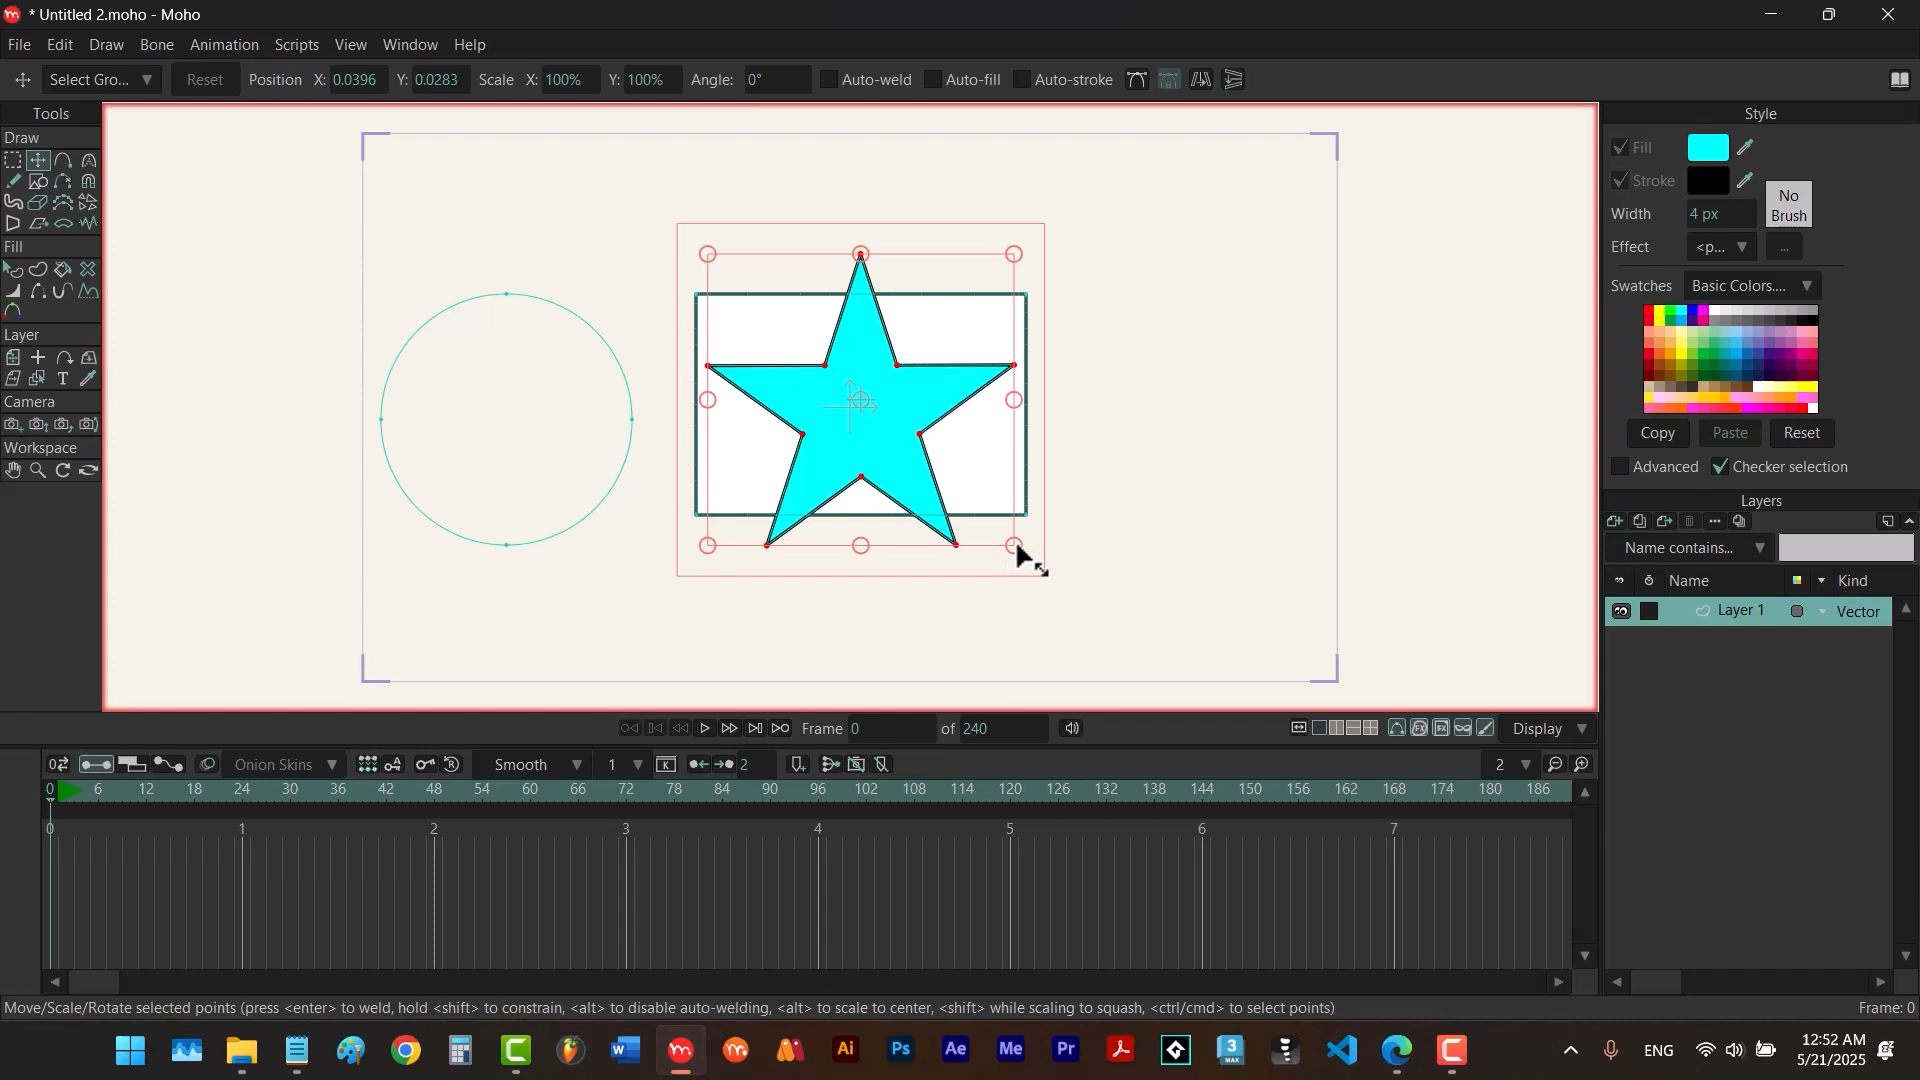 * Untitled 2.moho - Moho
File Edit Draw Bone Animation Scripts View Window Help
Select Gro... Reset Position X: 0.0396 Y: 0.0283 Scale X: 100% Y: 100% Angle: 0° Auto-weld Auto-fill Auto-stroke
Tools
Draw
Fill
Layer
Camera
Workspace
Style
Fill
Stroke
No
Brush
Width 4 px
Effect <p... ...
Swatches Basic Colors....
Copy Paste Reset
Advanced Checker selection
Layers
Name contains...
Name Kind
Layer 1 Vector
Frame 0 of 240 Display
Onion Skins Smooth 1 2 2
0 6 12 18 24 30 36 42 48 54 60 66 72 78 84 90 96 102 108 114 120 126 132 138 144 150 156 162 168 174 180 186
0 1 2 3 4 5 6 7
Move/Scale/Rotate selected points (press <enter> to weld, hold <shift> to constrain, <alt> to disable auto-welding, <alt> to scale to center, <shift> while scaling to squash, <ctrl/cmd> to select points) Frame: 0
Ai Ps Ae Me Pr 3 MAX ENG
12:52 AM
5/21/2025